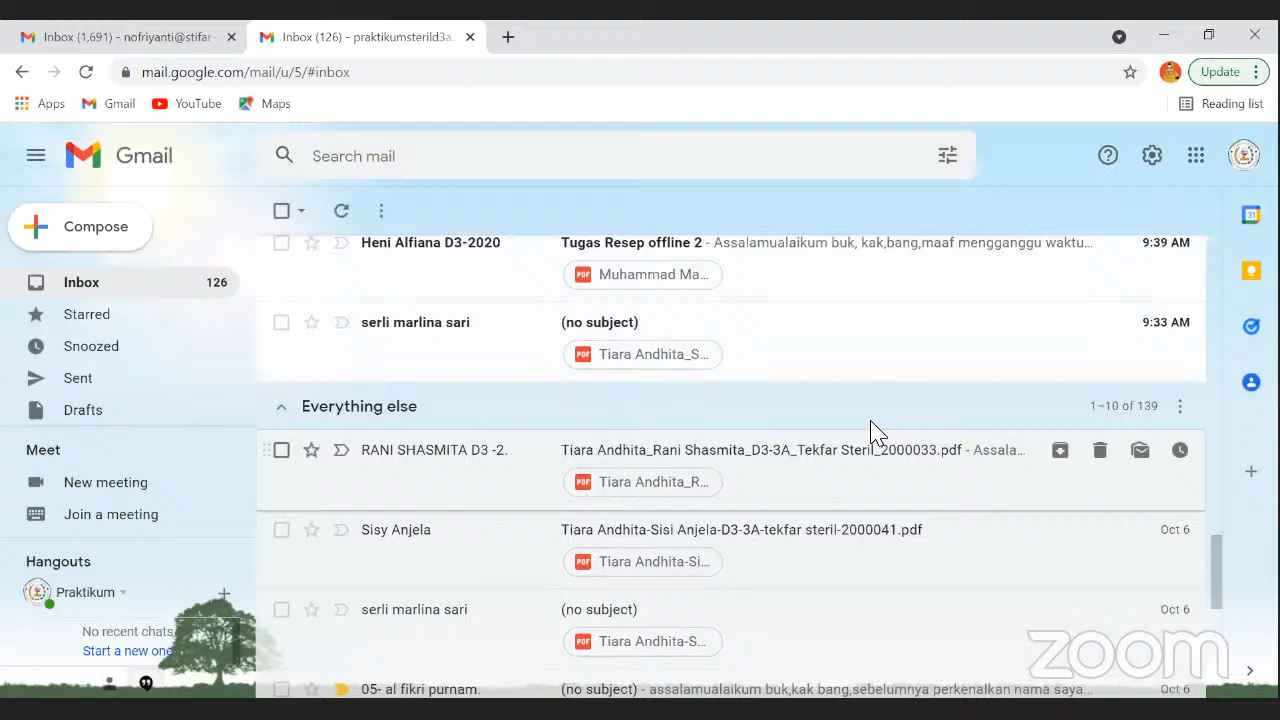 Inbox (1,691) - nofriyanti@stifar-
Inbox (126) - praktikumsterild3a.
mail.google.com/mail/u/5/#inbox
Update
Apps Gmail YouTube Maps Reading list
Gmail
Search mail
Compose
Heni Alfiana D3-2020 Tugas Resep offline 2 - Assalamualaikum buk, kak,bang,maaf mengganggu waktu... 9:39 AM
PDF Muhammad Ma...
Inbox 126
Starred
serli marlina sari (no subject) 9:33 AM
Snoozed
PDF Tiara Andhita_S...
Sent
Drafts
Everything else 1–10 of 139
Meet
RANI SHASMITA D3 -2. Tiara Andhita_Rani Shasmita_D3-3A_Tekfar Steril_2000033.pdf - Assala...
New meeting
PDF Tiara Andhita_R...
Join a meeting
Sisy Anjela Tiara Andhita-Sisi Anjela-D3-3A-tekfar steril-2000041.pdf Oct 6
Hangouts
PDF Tiara Andhita-Si...
Praktikum
serli marlina sari (no subject) Oct 6
No recent chats
PDF Tiara Andhita-S...
Start a new one
zoom
05- al fikri purnam. (no subject) - assalamualaikum buk,kak bang,sebelumnya perkenalkan nama saya... Oct 6
31